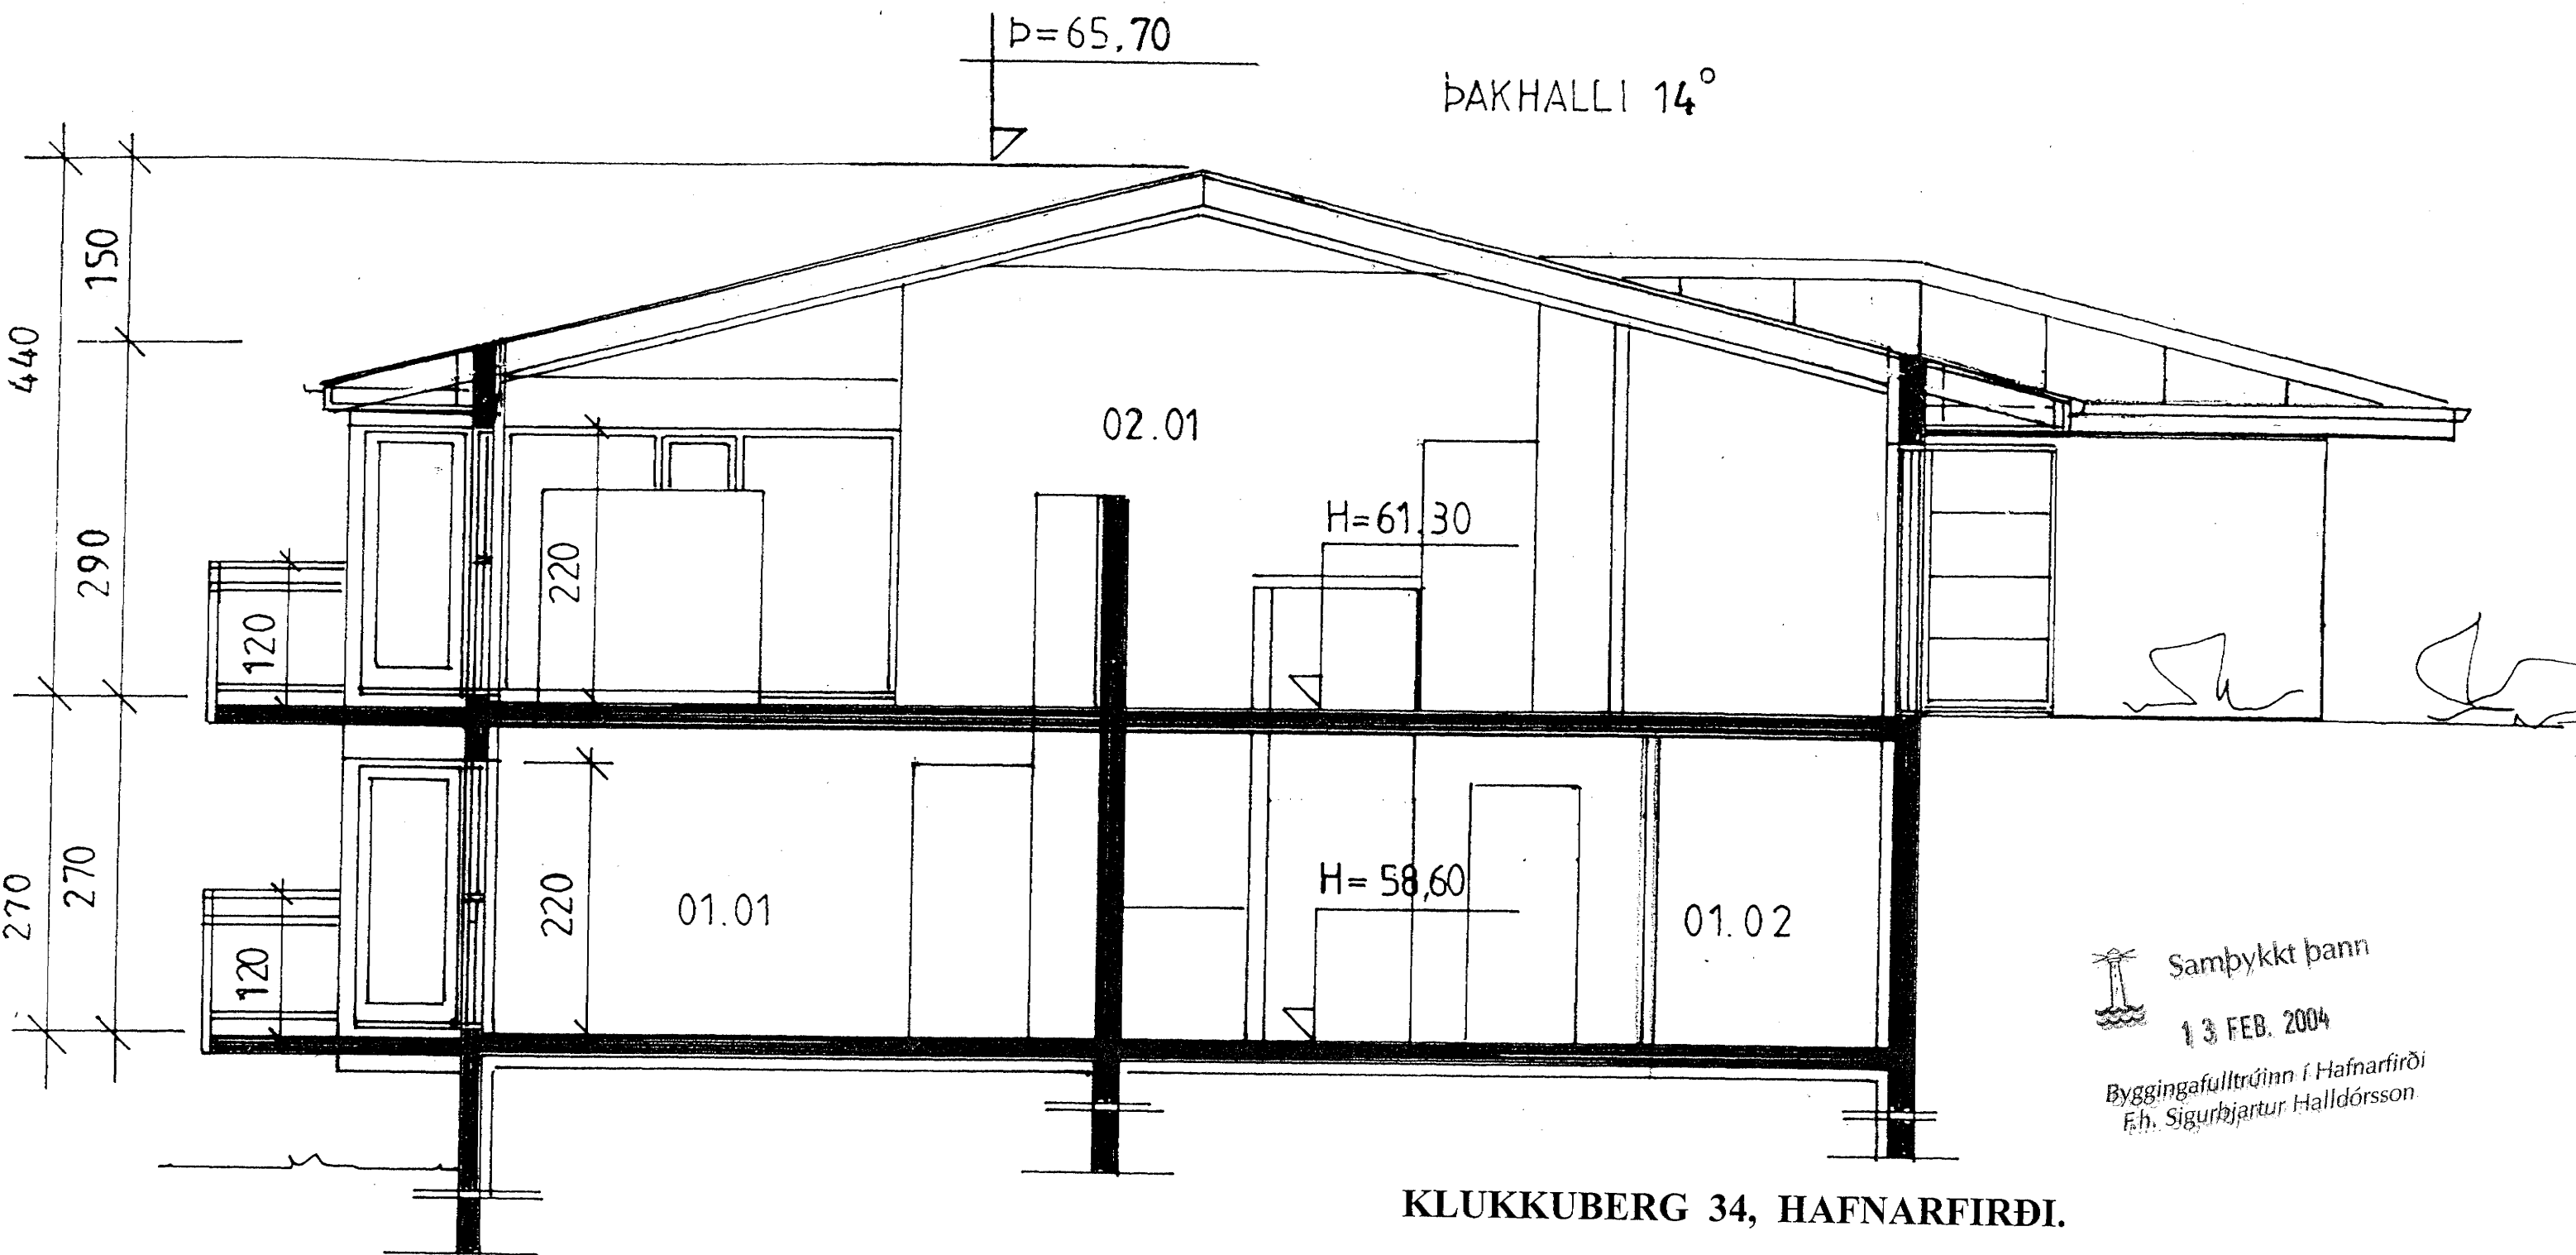 Þ=65,70
ÞAKHALLI 14°
150
440
02.01
H=61,30
290
220
120
H= 58,60
270
270
220
01.01
01.02
120
Samþykkt þann
13 FEB. 2004
Byggingafulltrúinn í Hafnarfirði
F.h. Sigurbjartur Halldórsson
KLUKKUBERG 34, HAFNARFIRÐI.